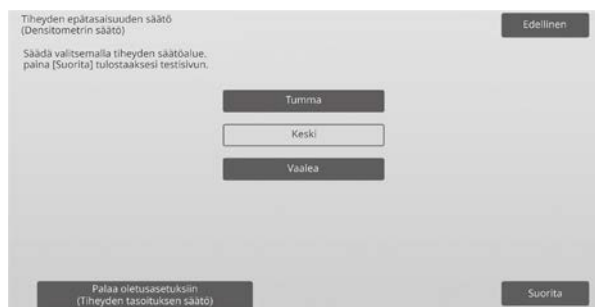 Tiheyden epätasaisuuden säätö
(Densitometrin säätö)
Edellinen
Säädä valitsemalla tiheyden säätöalue.
paina [Suorita] tulostaaksesi testisivun.
Tumma
Keski
Vaalea
Palaa oletusasetuksiin
(Tiheyden tasoituksen säätö)
Suorita